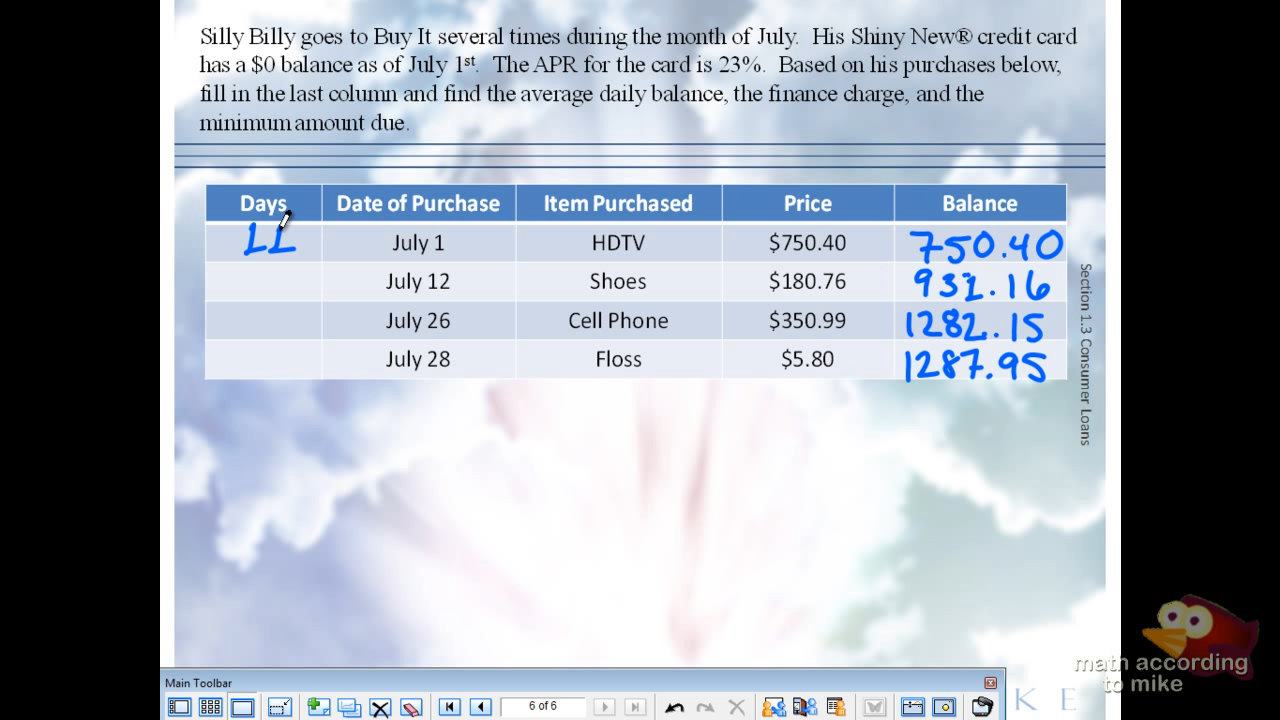 Silly Billy goes to Buy It several times during the month of July. His Shiny New® credit card
has a $0 balance as of July 1st. The APR for the card is 23%. Based on his purchases below,
fill in the last column and find the average daily balance, the finance charge, and the
minimum amount due.
Days Date of Purchase Item Purchased Price Balance
11 July 1 HDTV $750.40 750.40
July 12 Shoes $180.76 931.16
July 26 Cell Phone $350.99 1282.15
July 28 Floss $5.80 1287.95
Section 1.3 Consumer Loans
math according
to mike
Main Toolbar
6 of 6
K E